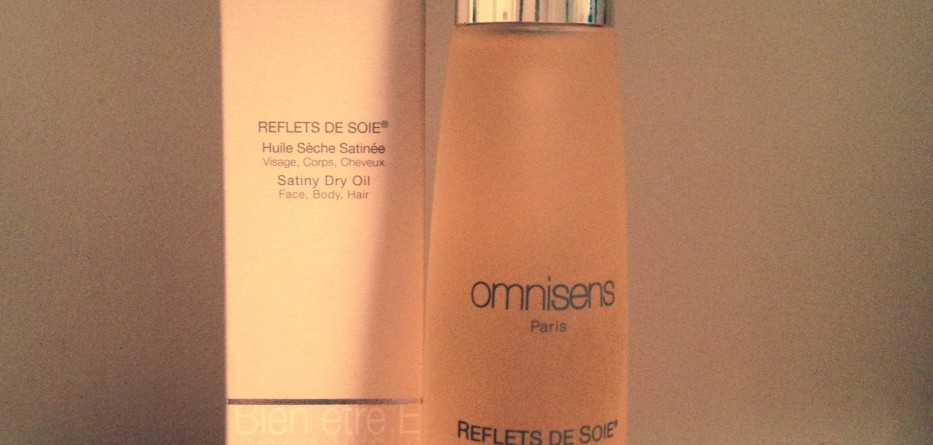 REFLETS DE SOIE®
Huile Sèche Satinée
Visage, Corps, Cheveux
Satiny Dry Oil
Face, Body, Hair
Bien être E
omnisens
Paris
REFLETS DE SOIE®